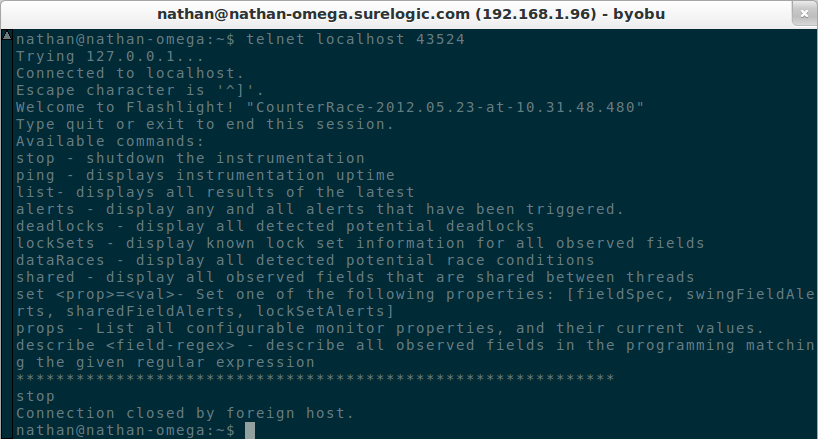 nathan@nathan-omega.surelogic.com (192.168.1.96) - byobu
nathan@nathan-omega:~$ telnet localhost 43524
Trying 127.0.0.1...
Connected to localhost.
Escape character is '^]'.
Welcome to Flashlight! "CounterRace-2012.05.23-at-10.31.48.480"
Type quit or exit to end this session.
Available commands:
stop - shutdown the instrumentation
ping - displays instrumentation uptime
list- displays all results of the latest
alerts - display any and all alerts that have been triggered.
deadlocks - display all detected potential deadlocks
lockSets - display known lock set information for all observed fields
dataRaces - display all detected potential race conditions
shared - display all observed fields that are shared between threads
set <prop>=<val>- Set one of the following properties: [fieldSpec, swingFieldAle
rts, sharedFieldAlerts, lockSetAlerts]
props - List all configurable monitor properties, and their current values.
describe <field-regex> - describe all observed fields in the programming matchin
g the given regular expression
************************************************************
stop
Connection closed by foreign host.
nathan@nathan-omega:~$